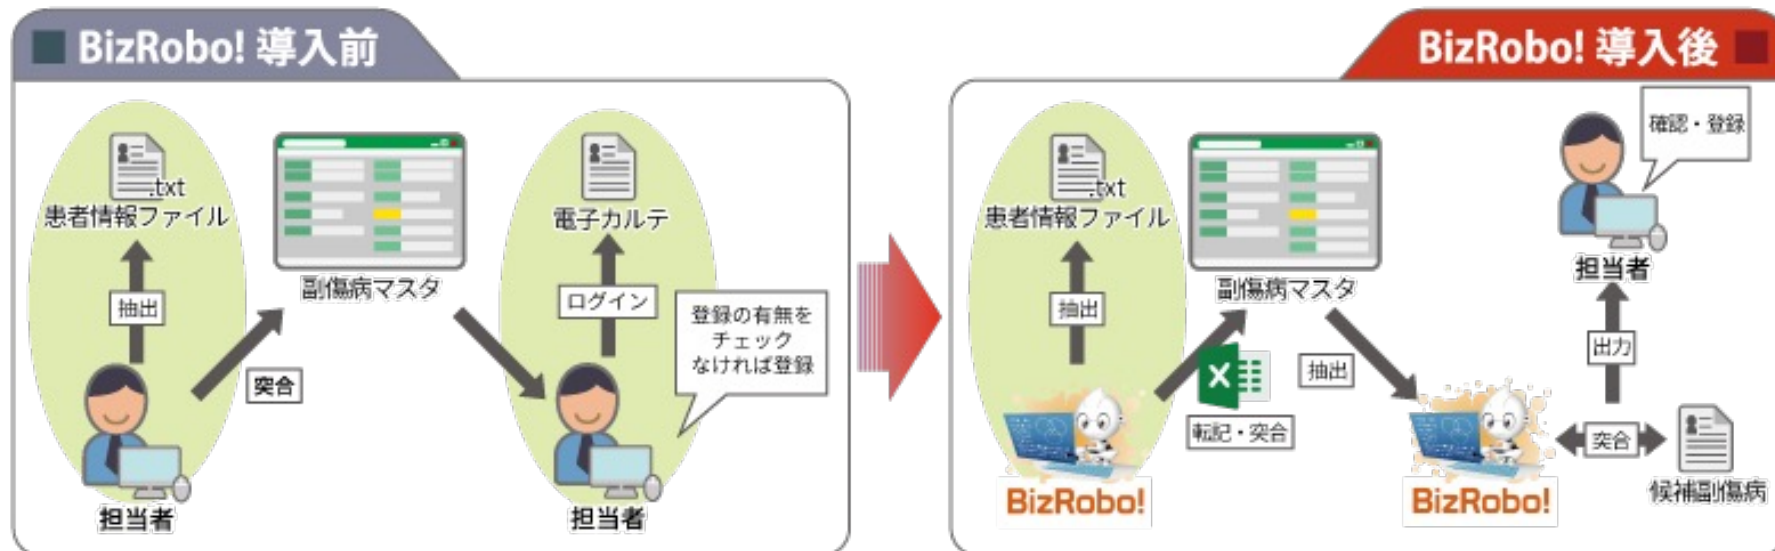 BizRobo! 導入前
.txt
患者情報ファイル
抽出
担当者
突合
副傷病マスタ
電子カルテ
ログイン
登録の有無を
チェック
なければ登録
担当者
BizRobo! 導入後
.txt
患者情報ファイル
抽出
BizRobo!
副傷病マスタ
転記・突合
抽出
BizRobo!
確認・登録
担当者
出力
突合
候補副傷病